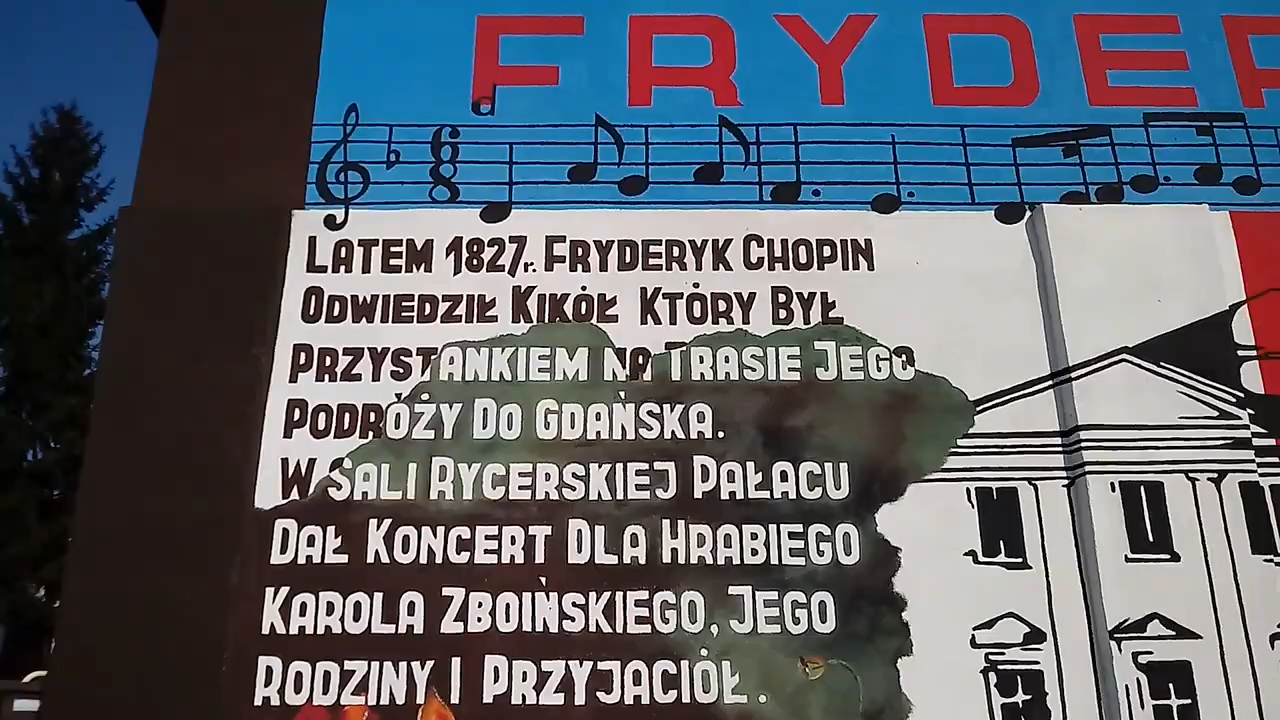 FRYDER
LATEM 1827r. FRYDERYK CHOPIN
ODWIEDZIŁ KIKÓŁ KTÓRY BYŁ
PRZYSTANKIEM NA TRASIE JEGO
PODRÓŻY DO GDAŃSKA.
W SALI RYCERSKIEJ PAŁACU
DAŁ KONCERT DLA HRABIEGO
KAROLA ZBOIŃSKIEGO, JEGO
RODZINY I PRZYJACIÓŁ.